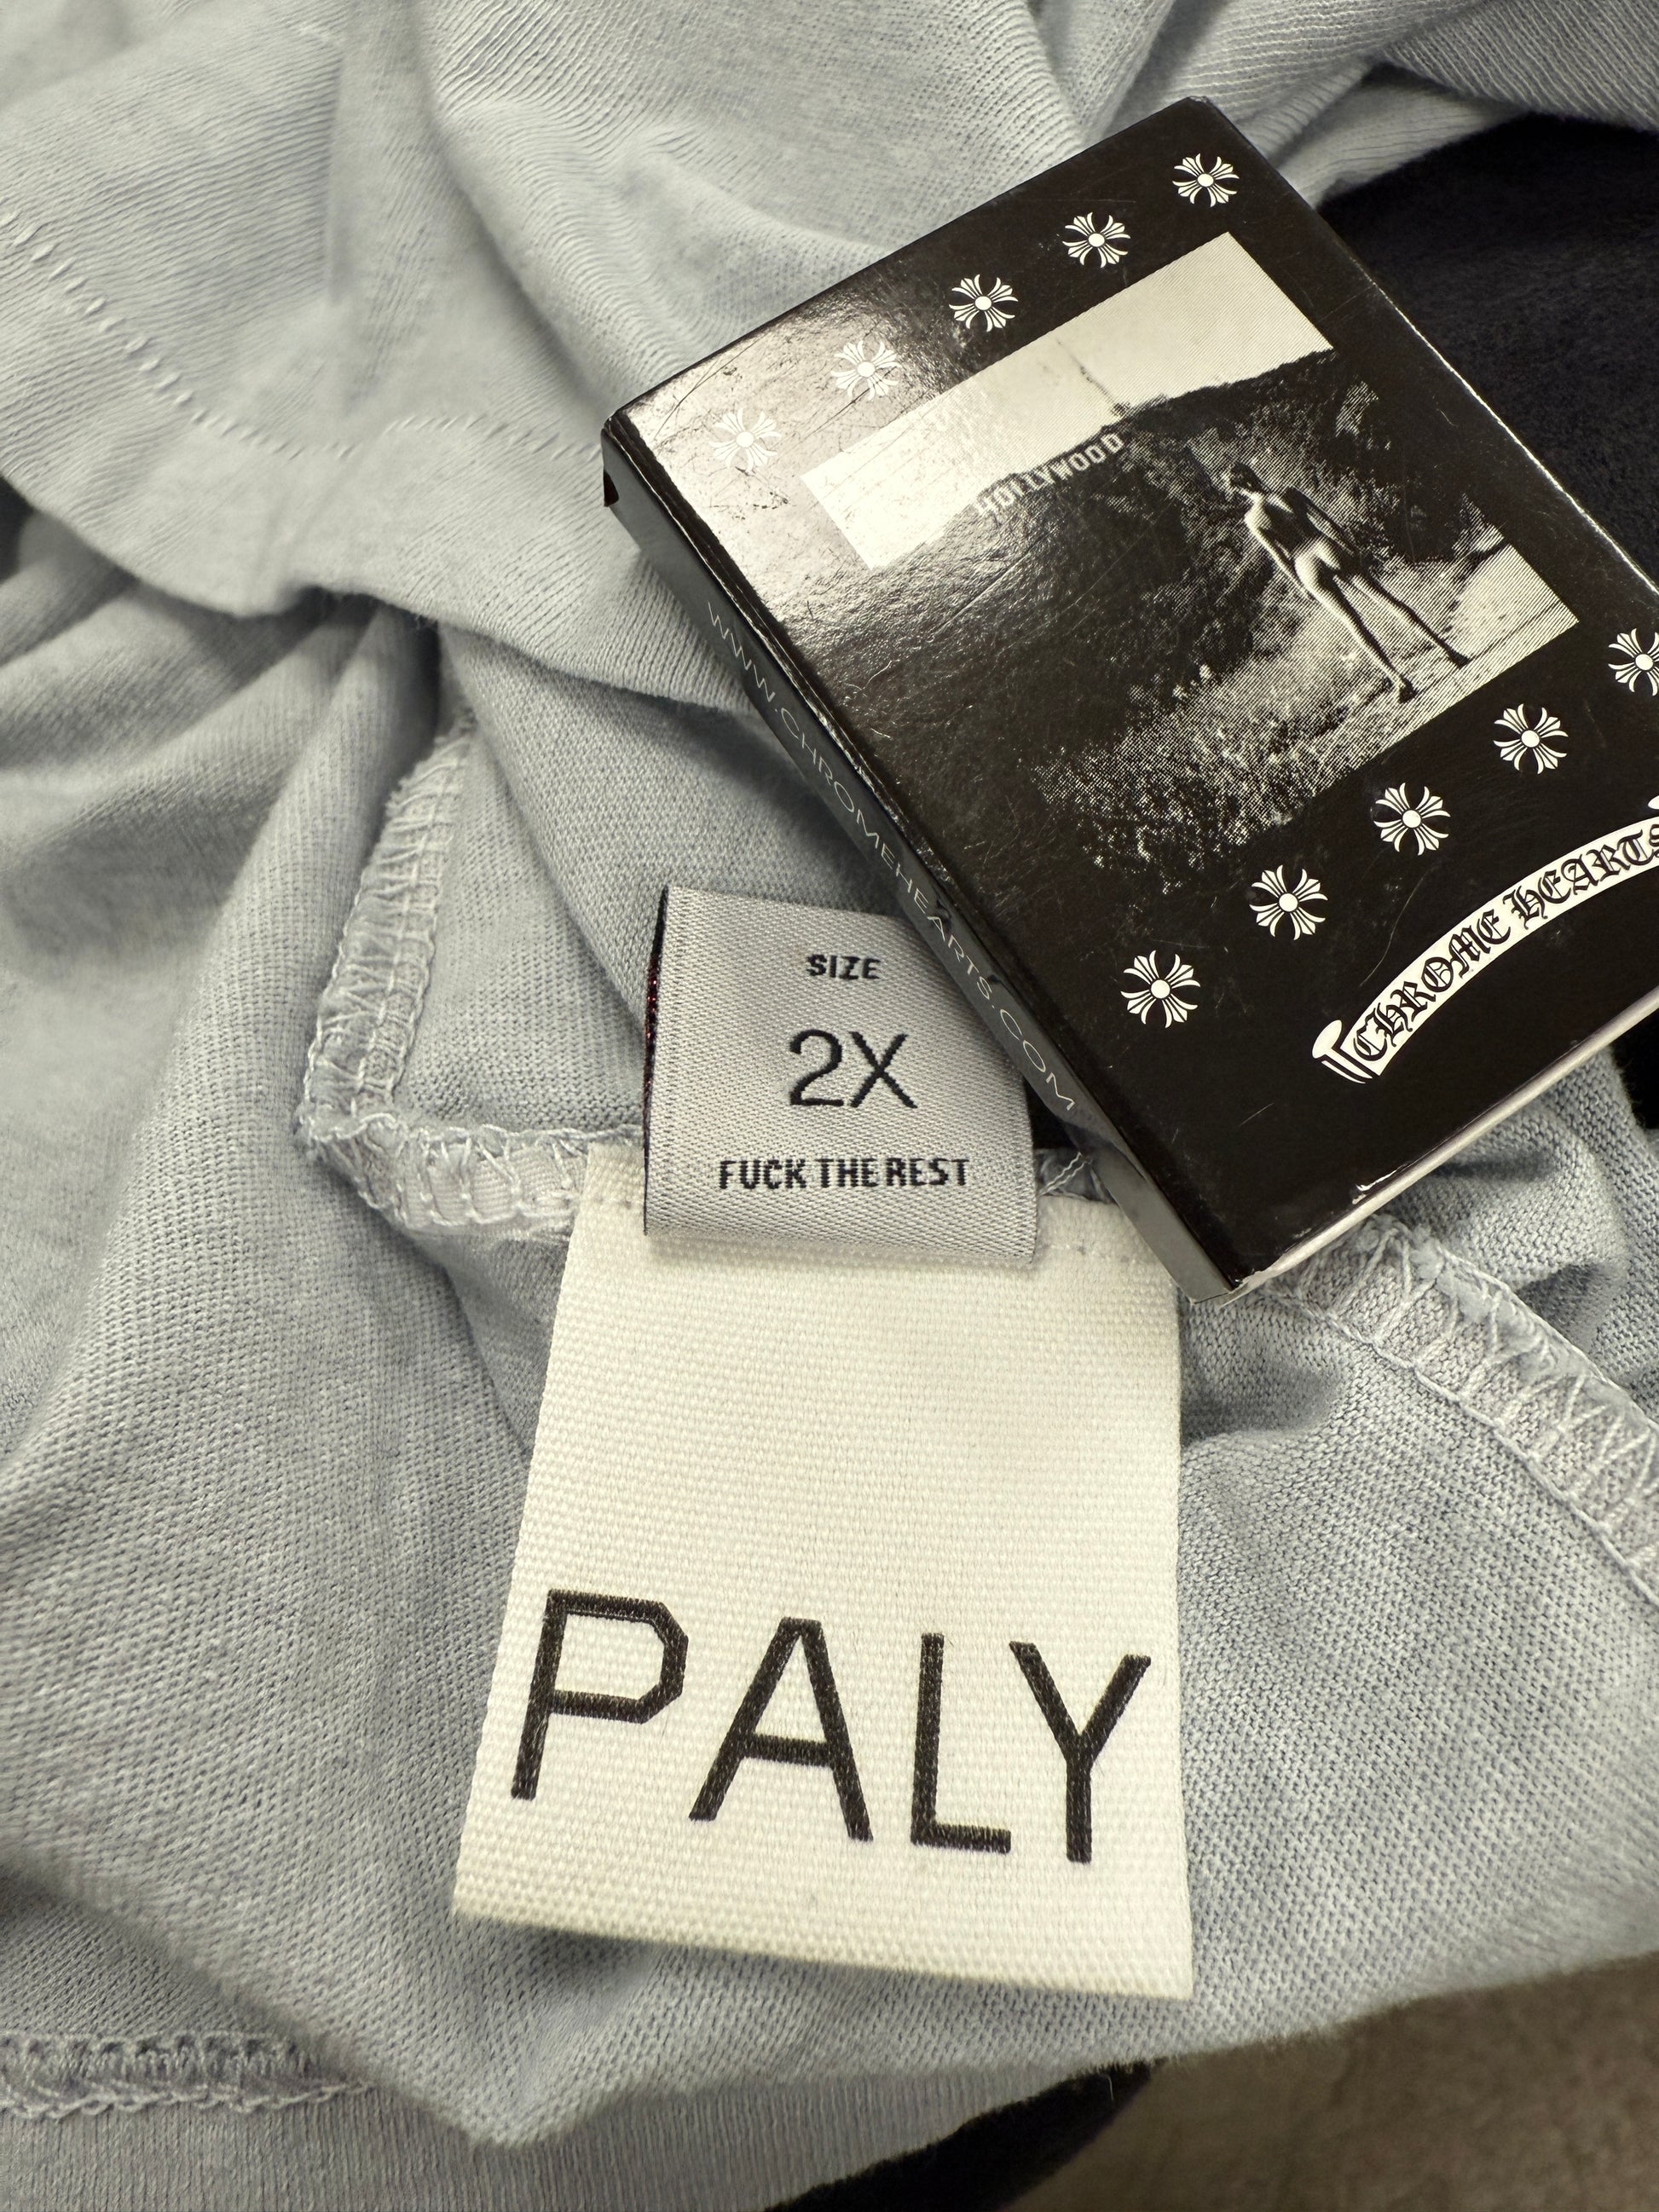 HOLLYWOOD
WWW.CHROMEHEARTS.COM
CHROME HEARTS
SIZE
2X
FUCK THE REST
PALY